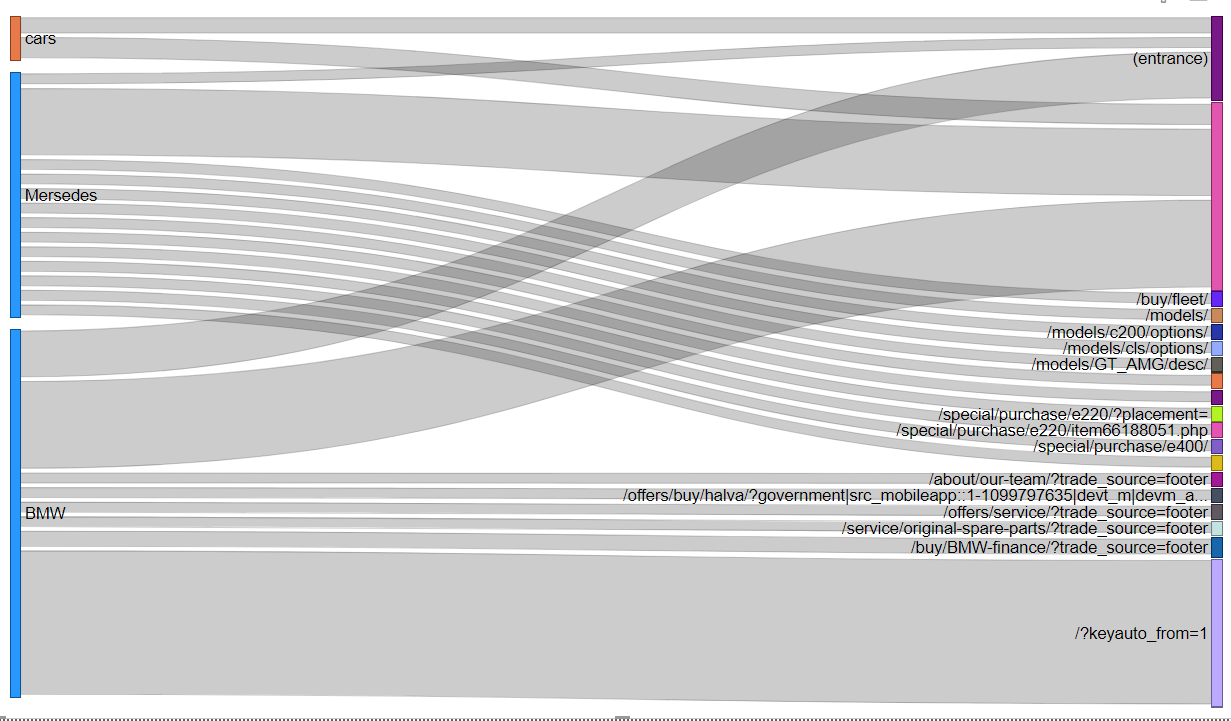 cars
(entrance)
Mersedes
/buy/fleet/
/models/
/models/c200/options/
/models/cls/options/
/models/GT_AMG/desc/
/special/purchase/e220/?placement=
/special/purchase/e220/item66188051.php
/special/purchase/e400/
/about/our-team/?trade_source=footer
/offers/buy/halva/?government|src_mobileapp::1-1099797635|devt_m|devm_a...
BMW
/offers/service/?trade_source=footer
/service/original-spare-parts/?trade_source=footer
/buy/BMW-finance/?trade_source=footer
/?keyauto_from=1